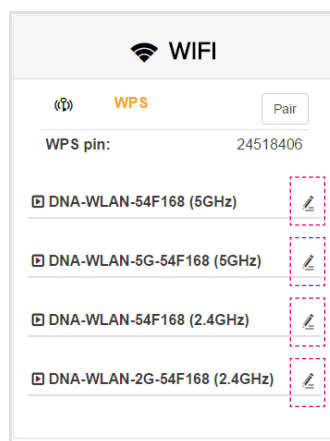 WIFI
WPS Pair
WPS pin: 24518406
DNA-WLAN-54F168 (5GHz)
DNA-WLAN-5G-54F168 (5GHz)
DNA-WLAN-54F168 (2.4GHz)
DNA-WLAN-2G-54F168 (2.4GHz)